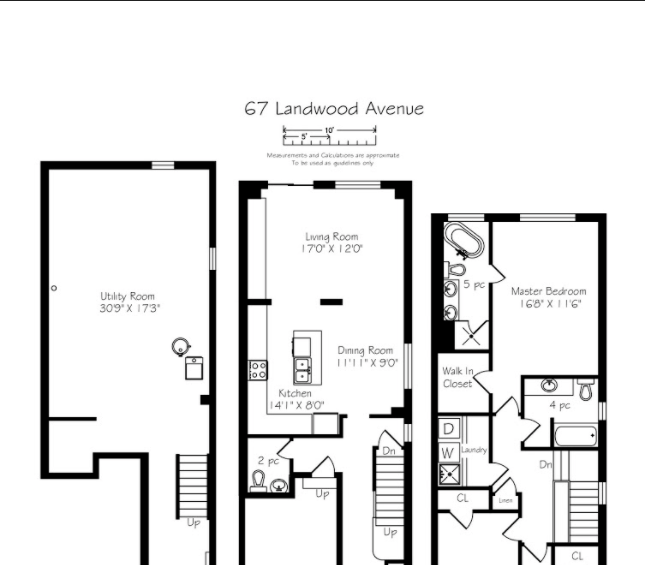 67 Landwood Avenue
10'
5'
Measurements and Calculations are approximate
To be used as guidelines only
Utility Room
30'9" X 17'3"
Up
Living Room
17'0" X 12'0"
Dining Room
11'11" X 9'0"
Kitchen
14'1" X 8'0"
2 pc
Up
Dn
Up
5 pc
Master Bedroom
16'8" X 11'6"
Walk In
Closet
4 pc
D
Laundry
W
Dn
CL
Linen
CL